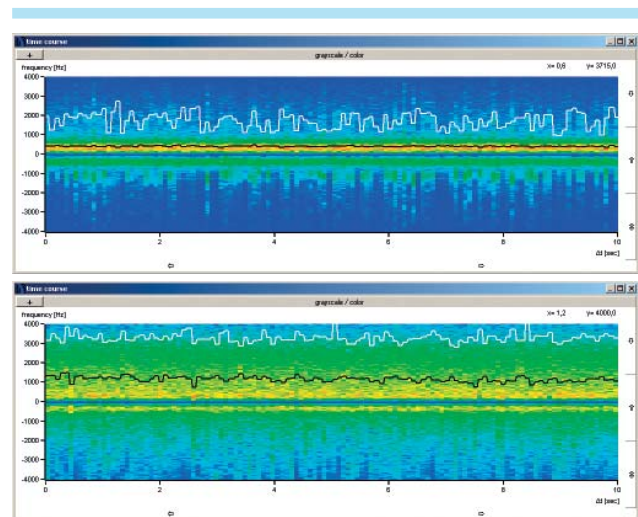 time course
+ grayscale / color
frequency [Hz] x= 0,6 y= 3715,0
4000
3000
2000
1000
0
-1000
-2000
-3000
-4000
0 2 4 6 8 10
Δt [sec]
time course
+ grayscale / color
frequency [Hz] x= 1,2 y= 4000,0
4000
3000
2000
1000
0
-1000
-2000
-3000
-4000
0 2 4 6 8 10
Δt [sec]